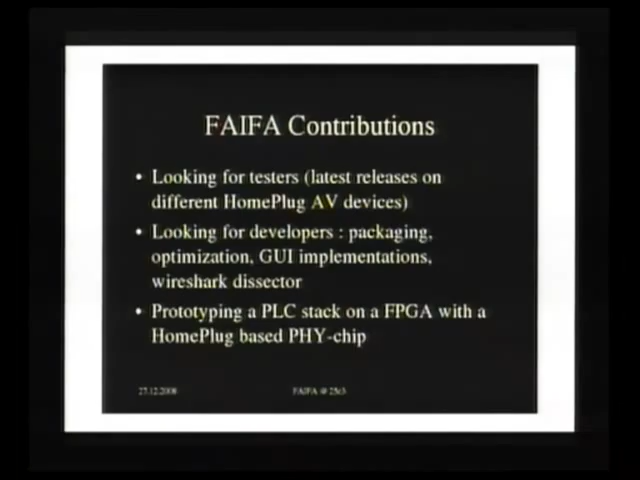 FAIFA Contributions
• Looking for testers (latest releases on
different HomePlug AV devices)
• Looking for developers : packaging,
optimization, GUI implementations,
wireshark dissector
• Prototyping a PLC stack on a FPGA with a
HomePlug based PHY-chip
27.12.2008
FAIFA @ 25c3